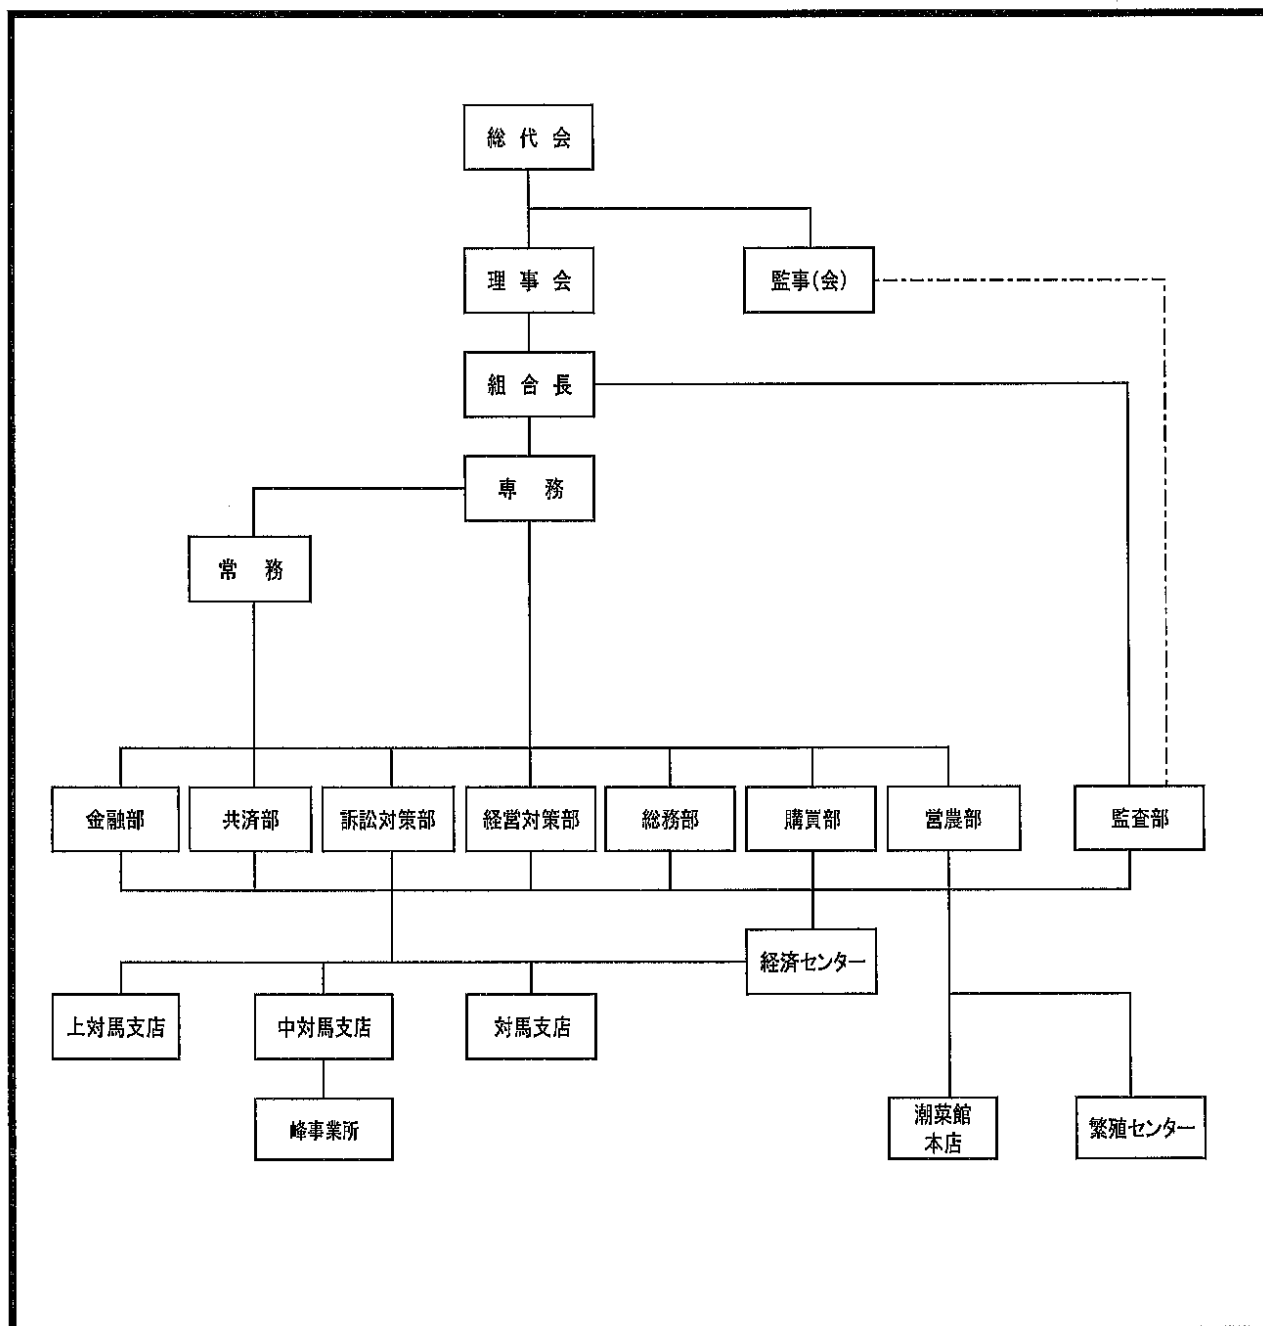 総代会
理事会
監事(会)
組合長
専務
常務
金融部
共済部
訴訟対策部
経営対策部
総務部
購買部
営農部
監査部
経済センター
上対馬支店
中対馬支店
対馬支店
峰事業所
潮菜館
本店
繁殖センター